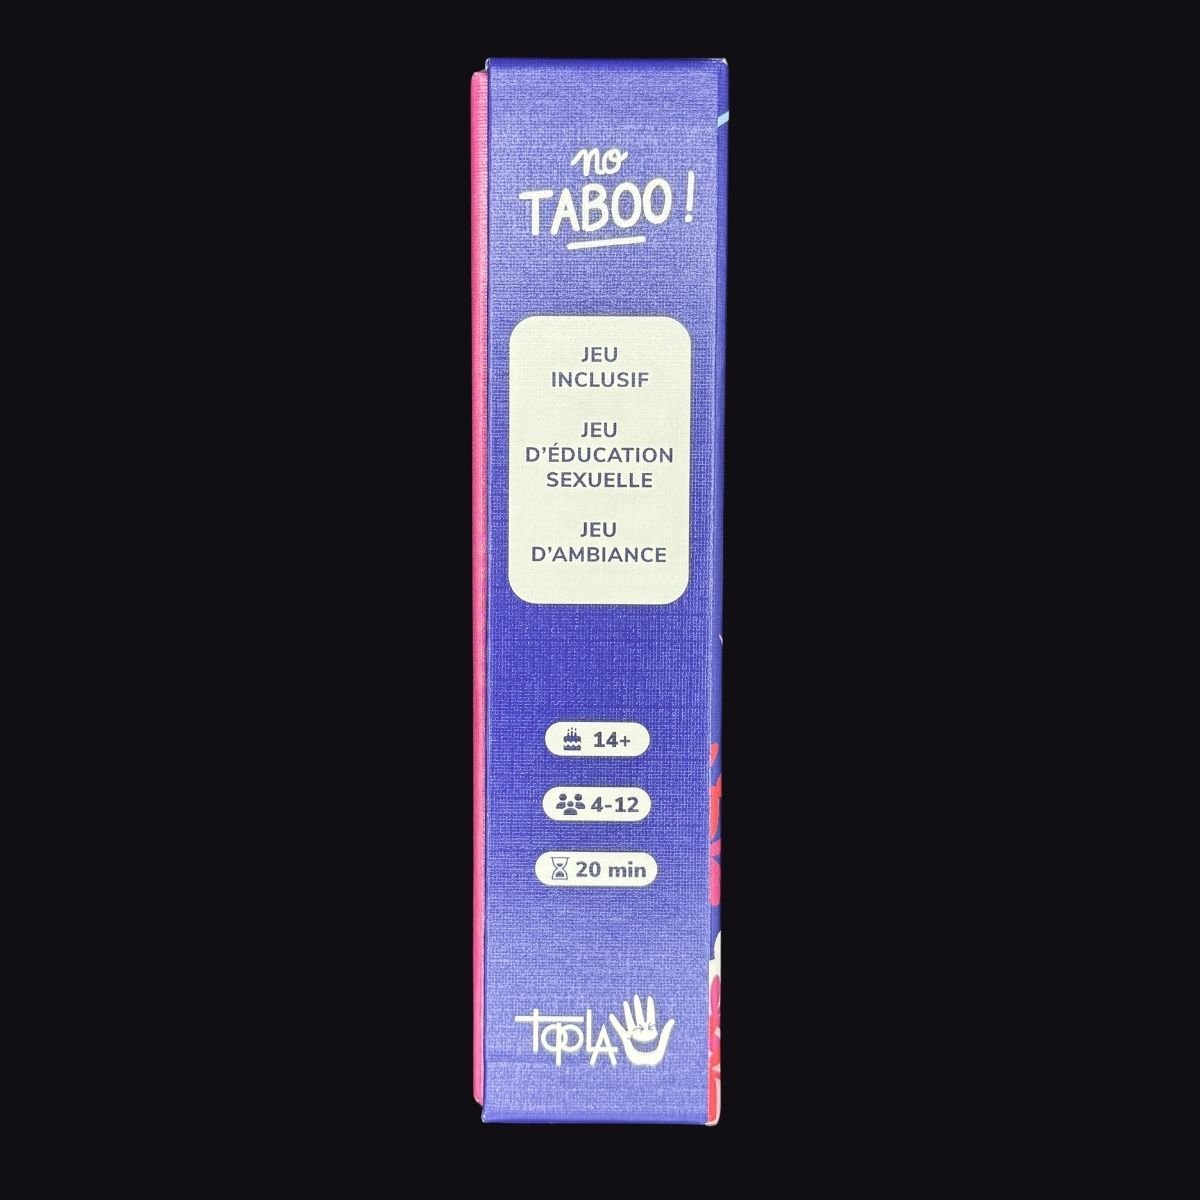 no
TABOO!
JEU
INCLUSIF
JEU
D'ÉDUCATION
SEXUELLE
JEU
D'AMBIANCE
14+
4-12
20 min
TopLA